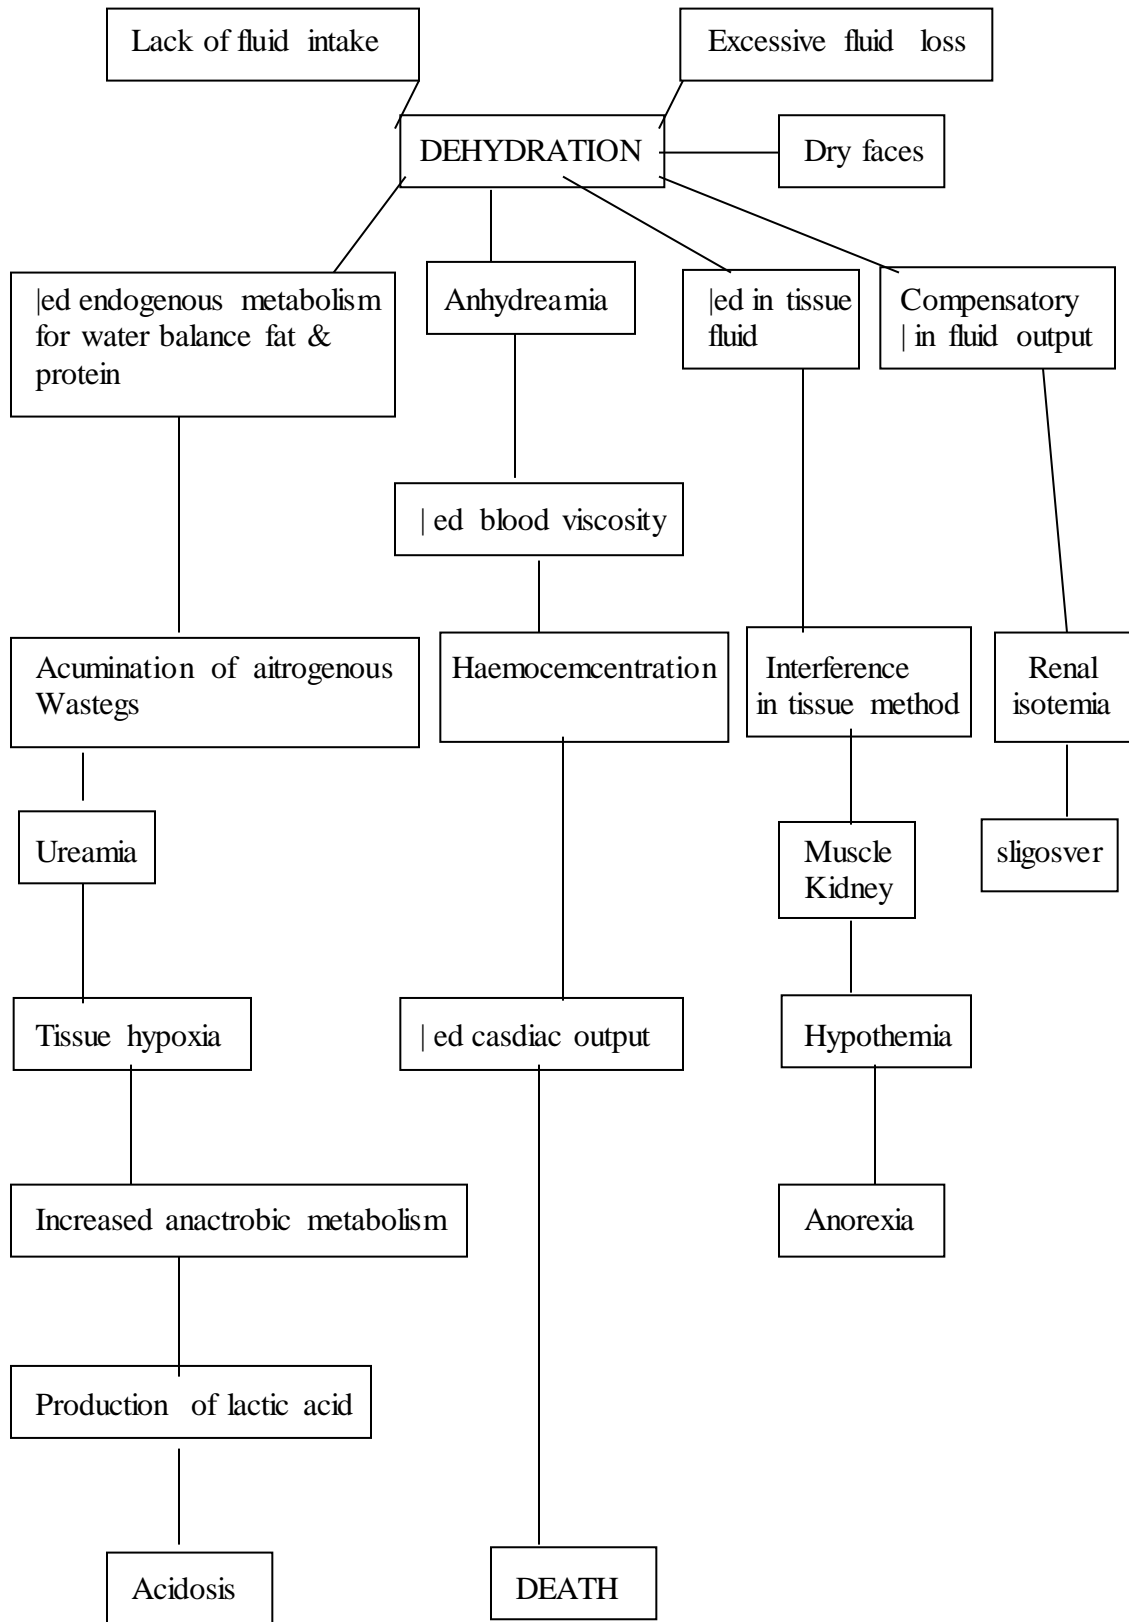 Lack of fluid intake
Excessive fluid loss
DEHYDRATION
Dry faces
|ed endogenous metabolism
for water balance fat &
protein
Anhydreamia
|ed in tissue
fluid
Compensatory
| in fluid output
| ed blood viscosity
Acumination of aitrogenous
Wastegs
Haemocemcentration
Interference
in tissue method
Renal
isotemia
Ureamia
Muscle
Kidney
sligosver
Tissue hypoxia
| ed casdiac output
Hypothemia
Increased anactrobic metabolism
Anorexia
Production of lactic acid
Acidosis
DEATH